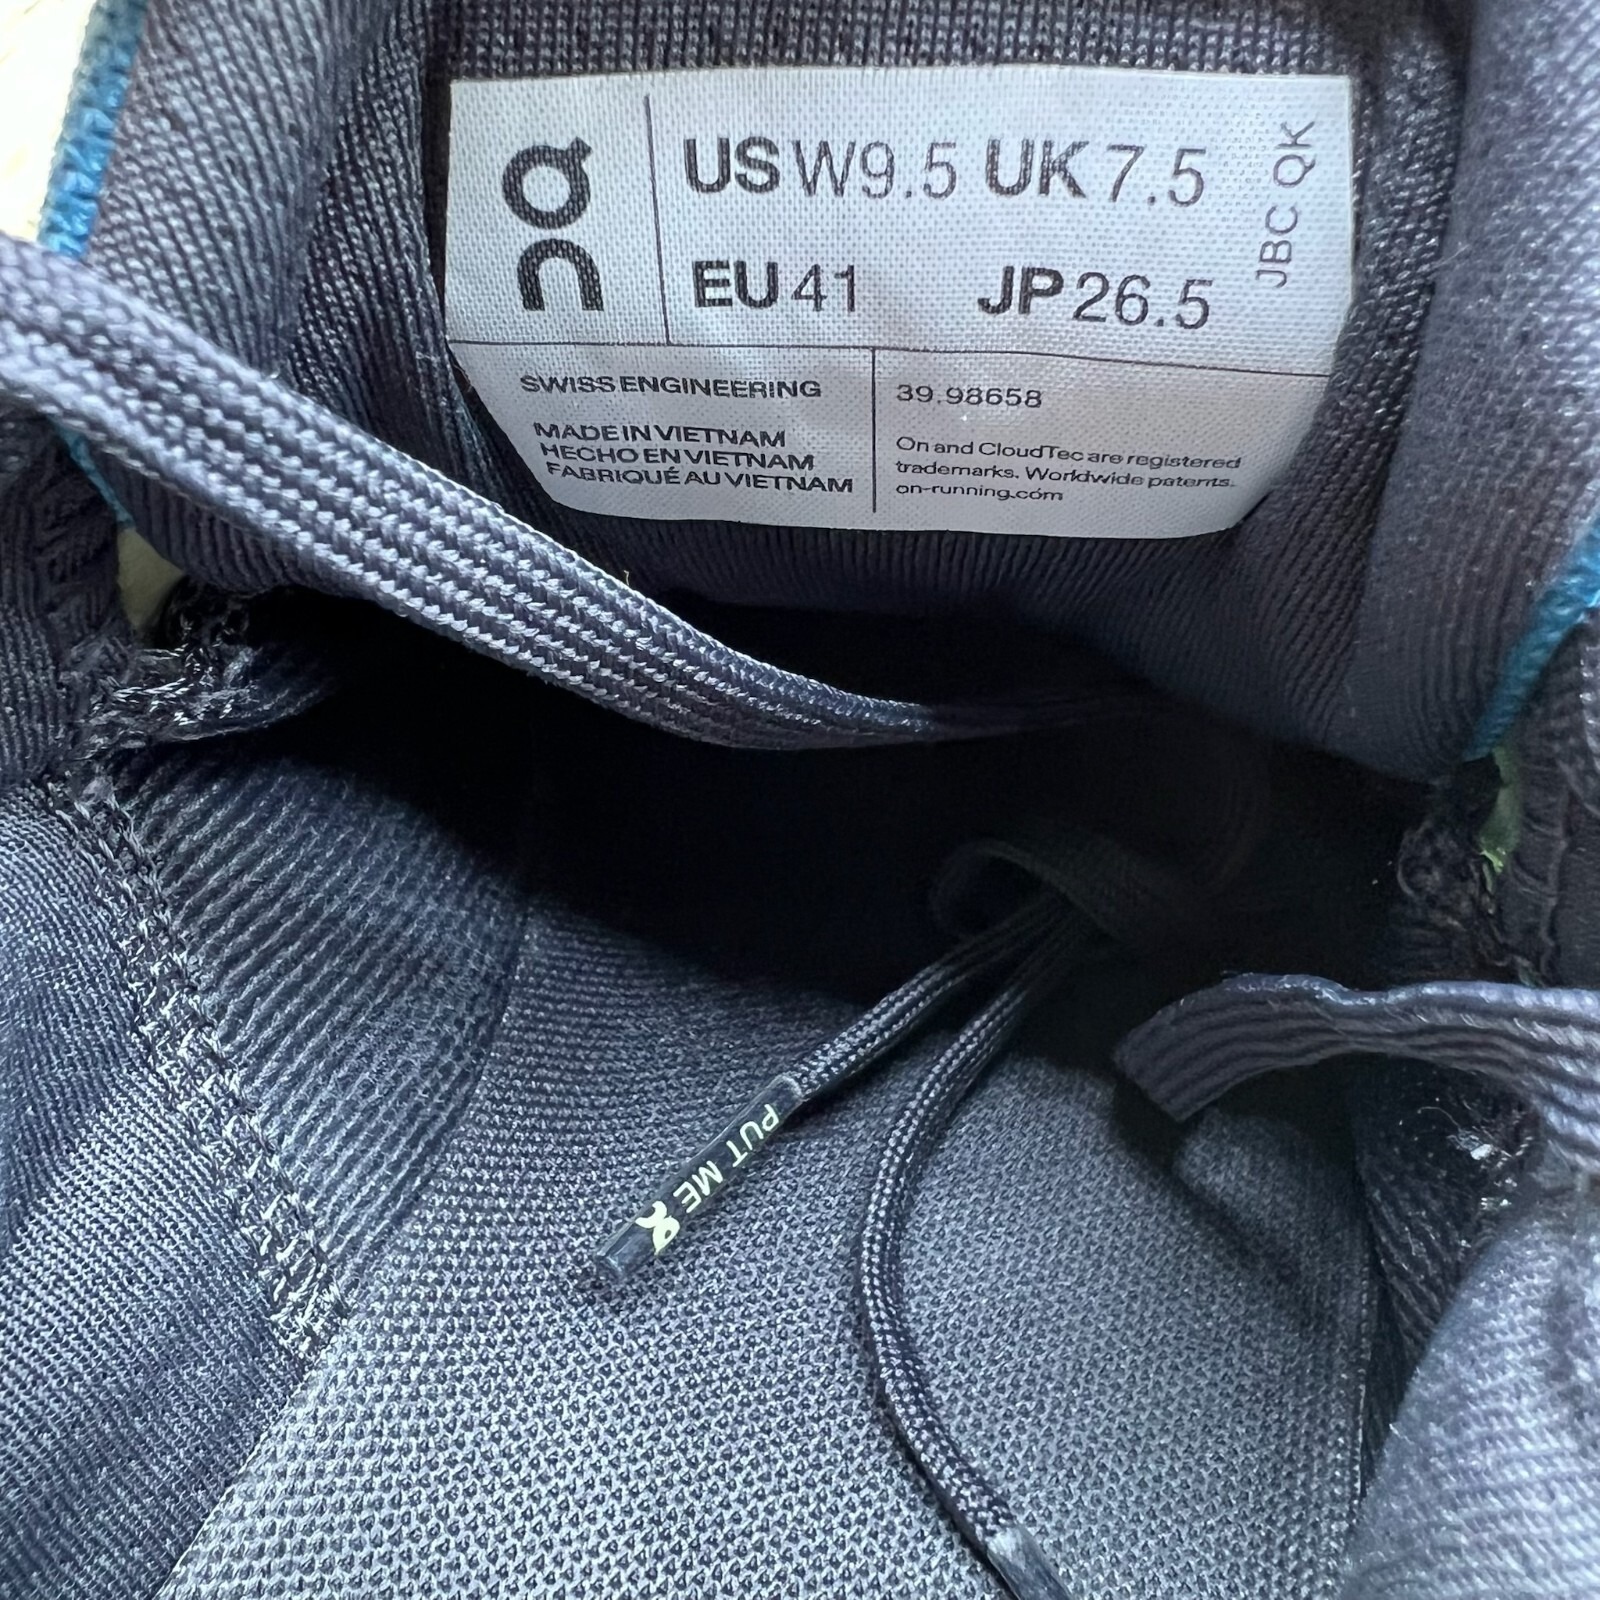 On
US W9.5 UK 7.5
EU 41 JP 26.5
JBC QK
SWISS ENGINEERING
MADE IN VIETNAM
HECHO EN VIETNAM
FABRIQUÉ AU VIETNAM
39.98658
On and CloudTec are registered
trademarks. Worldwide patents.
on-running.com
PUT ME